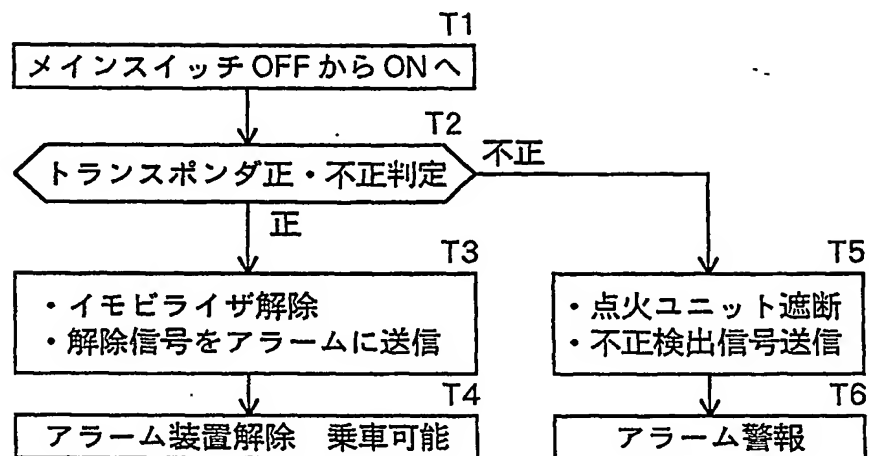 T1
メインスイッチOFFからONへ
T2
トランスポンダ正・不正判定
不正
正
T3
・イモビライザ解除
・解除信号をアラームに送信
T5
・点火ユニット遮断
・不正検出信号送信
T4
アラーム装置解除 乗車可能
T6
アラーム警報